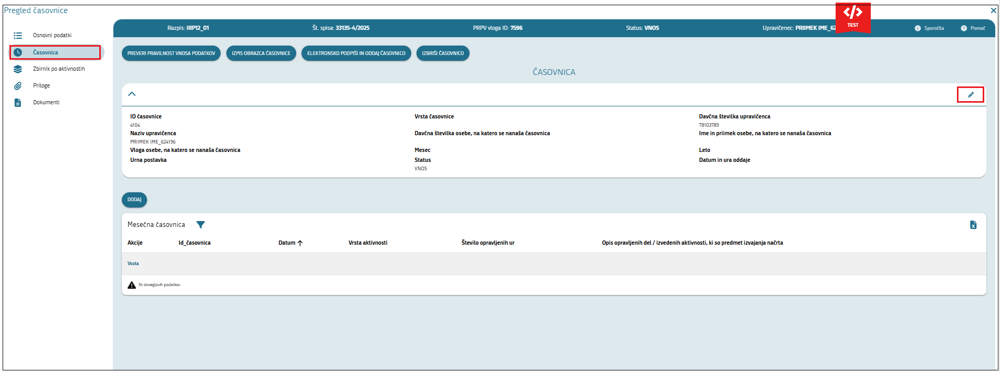 Pregled časovnice
TEST
Razpis: IRP12_01 Št. spisa: 33135-4/2025 PRPV vloga ID: 7596 Status: VNOS Upravičenec: PRIIMEK IME_62 Sporočila Pomoč
Osnovni podatki
Časovnica
Zbirnik po aktivnostih
Priloge
Dokumenti
PREVERI PRAVILNOST VNOSA PODATKOV IZPIS OBRAZCA ČASOVNICE ELEKTRONSKO PODPIŠI IN ODDAJ ČASOVNICO IZBRIŠI ČASOVNICO
ČASOVNICA
ID časovnice Vrsta časovnice Davčna številka upravičenca
4104 78103789
Naziv upravičenca Davčna številka osebe, na katero se nanaša časovnica Ime in priimek osebe, na katero se nanaša časovnica
PRIIMEK IME_624196
Vloga osebe, na katero se nanaša časovnica Mesec Leto
Urna postavka Status Datum in ura oddaje
VNOS
DODAJ
Mesečna časovnica
Akcije Id_časovnica Datum Vrsta aktivnosti Število opravljenih ur Opis opravljenih del / izvedenih aktivnosti, ki so predmet izvajanja načrta
Vsota
Ni dosegljivih podatkov